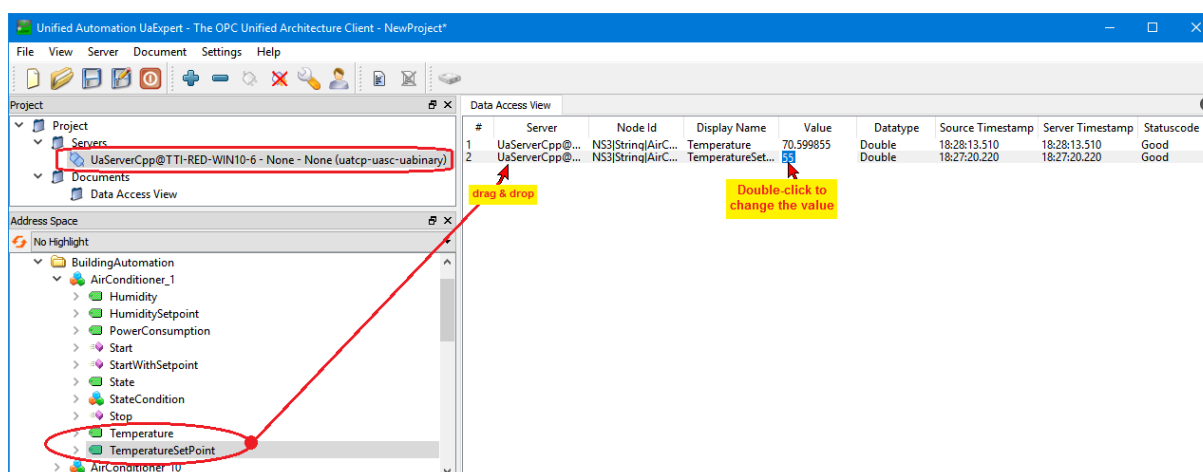 Unified Automation UaExpert - The OPC Unified Architecture Client - NewProject*
File View Server Document Settings Help
Project
Project
Servers
UaServerCpp@TTI-RED-WIN10-6 - None - None (uatcp-uasc-uabinary)
Documents
Data Access View
Address Space
No Highlight
BuildingAutomation
AirConditioner_1
Humidity
HumiditySetpoint
PowerConsumption
Start
StartWithSetpoint
State
StateCondition
Stop
Temperature
TemperatureSetPoint
AirConditioner_10
Data Access View
# Server Node Id Display Name Value Datatype Source Timestamp Server Timestamp Statuscode
1 UaServerCpp@... NS3|String|AirC... Temperature 70.599855 Double 18:28:13.510 18:28:13.510 Good
2 UaServerCpp@... NS3|String|AirC... TemperatureSet... 55 Double 18:27:20.220 18:27:20.220 Good
drag & drop
Double-click to
change the value